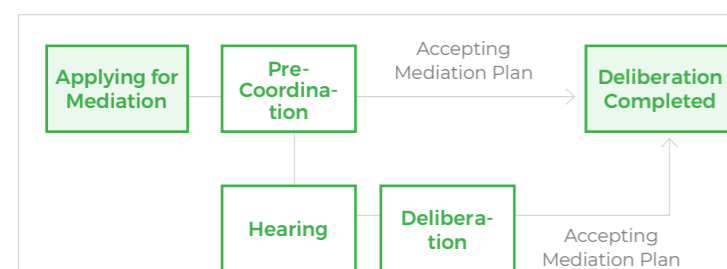 Applying for
Mediation
Pre-
Coordina-
tion
Accepting
Mediation Plan
Deliberation
Completed
Hearing
Delibera-
tion
Accepting
Mediation Plan